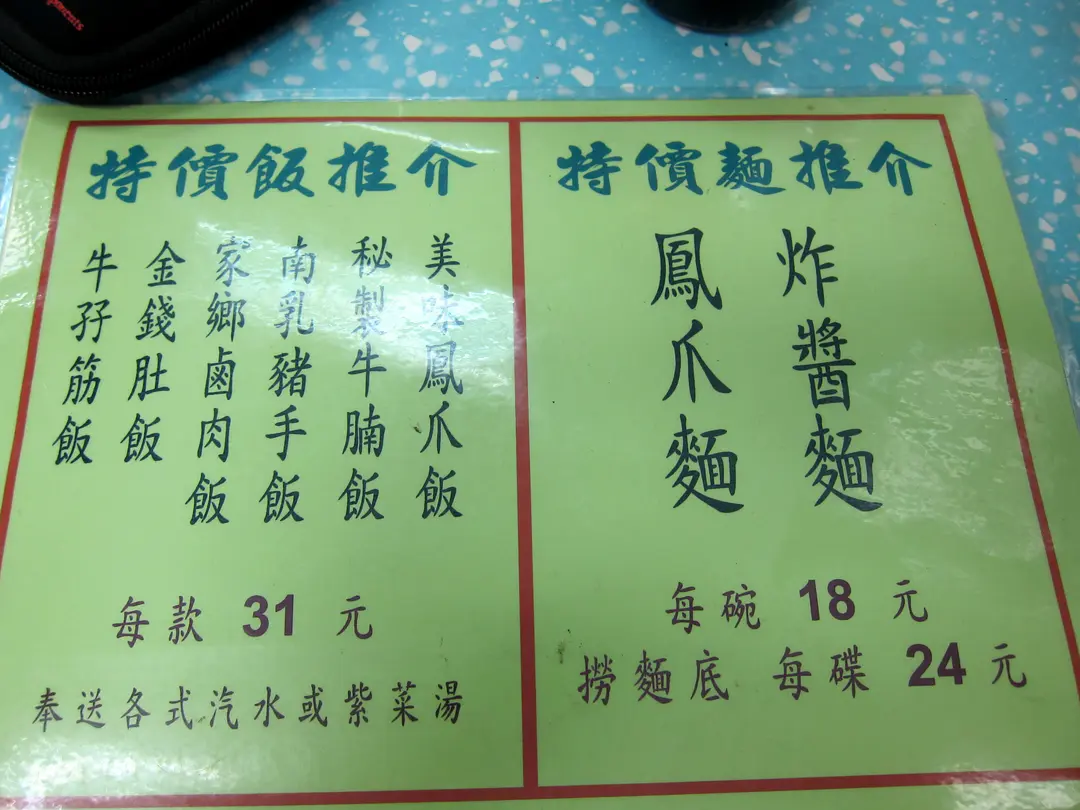 特價飯推介
美味鳳爪飯
秘製牛腩飯
南乳豬手飯
家鄉鹵肉飯
金錢肚飯
牛孖筋飯
每款 31 元
奉送各式汽水或紫菜湯
特價麵推介
炸醬麵
鳳爪麵
每碗 18 元
撈麵底 每碟 24 元